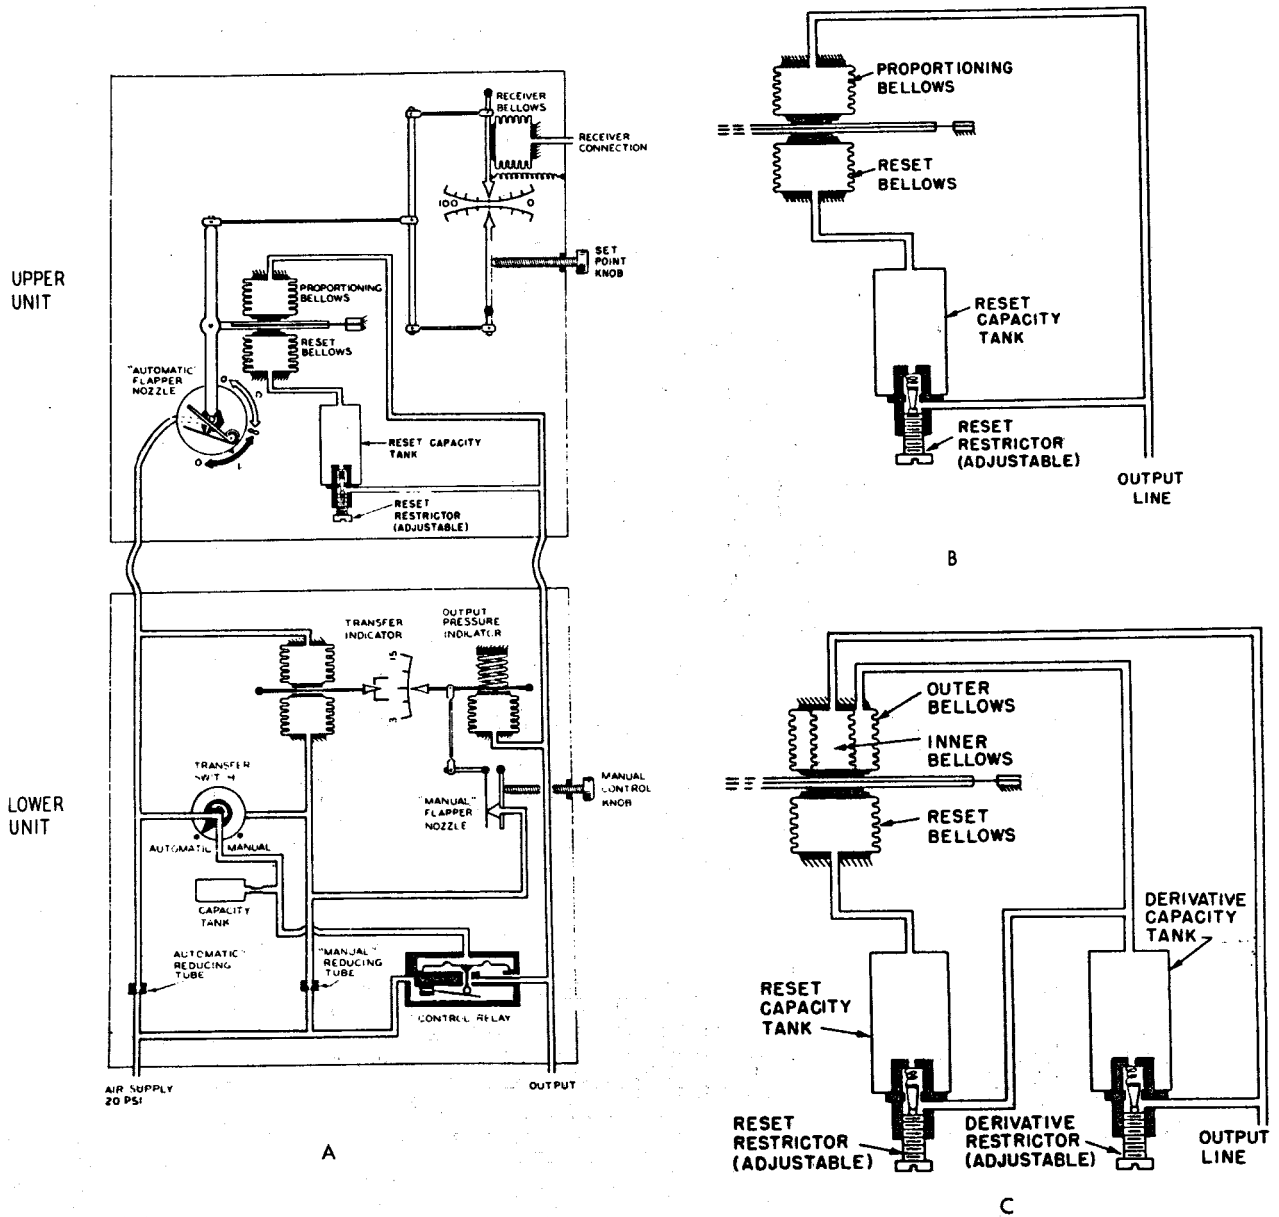 UPPER
UNIT
RECEIVER
BELLOWS
RECEIVER
CONNECTION
100
0
SET
POINT
KNOB
PROPORTIONING
BELLOWS
RESET
BELLOWS
"AUTOMATIC"
FLAPPER
NOZZLE
RESET CAPACITY
TANK
RESET
RESTRICTOR
(ADJUSTABLE)
LOWER
UNIT
TRANSFER
INDICATOR
OUTPUT
PRESSURE
INDICATOR
15
3
TRANSFER
AUTOMATIC
MANUAL
"MANUAL"
FLAPPER
NOZZLE
MANUAL
CONTROL
KNOB
CAPACITY
TANK
AUTOMATIC"
REDUCING
TUBE
"MANUAL"
REDUCING
TUBE
CONTROL RELAY
AIR SUPPLY
20 PSI
OUTPUT
A
PROPORTIONING
BELLOWS
RESET
BELLOWS
RESET
CAPACITY
TANK
RESET
RESTRICTOR
(ADJUSTABLE)
OUTPUT
LINE
B
OUTER
BELLOWS
INNER
BELLOWS
RESET
BELLOWS
DERIVATIVE
CAPACITY
TANK
RESET
CAPACITY
TANK
RESET
RESTRICTOR
(ADJUSTABLE)
DERIVATIVE
RESTRICTOR
(ADJUSTABLE)
OUTPUT
LINE
C